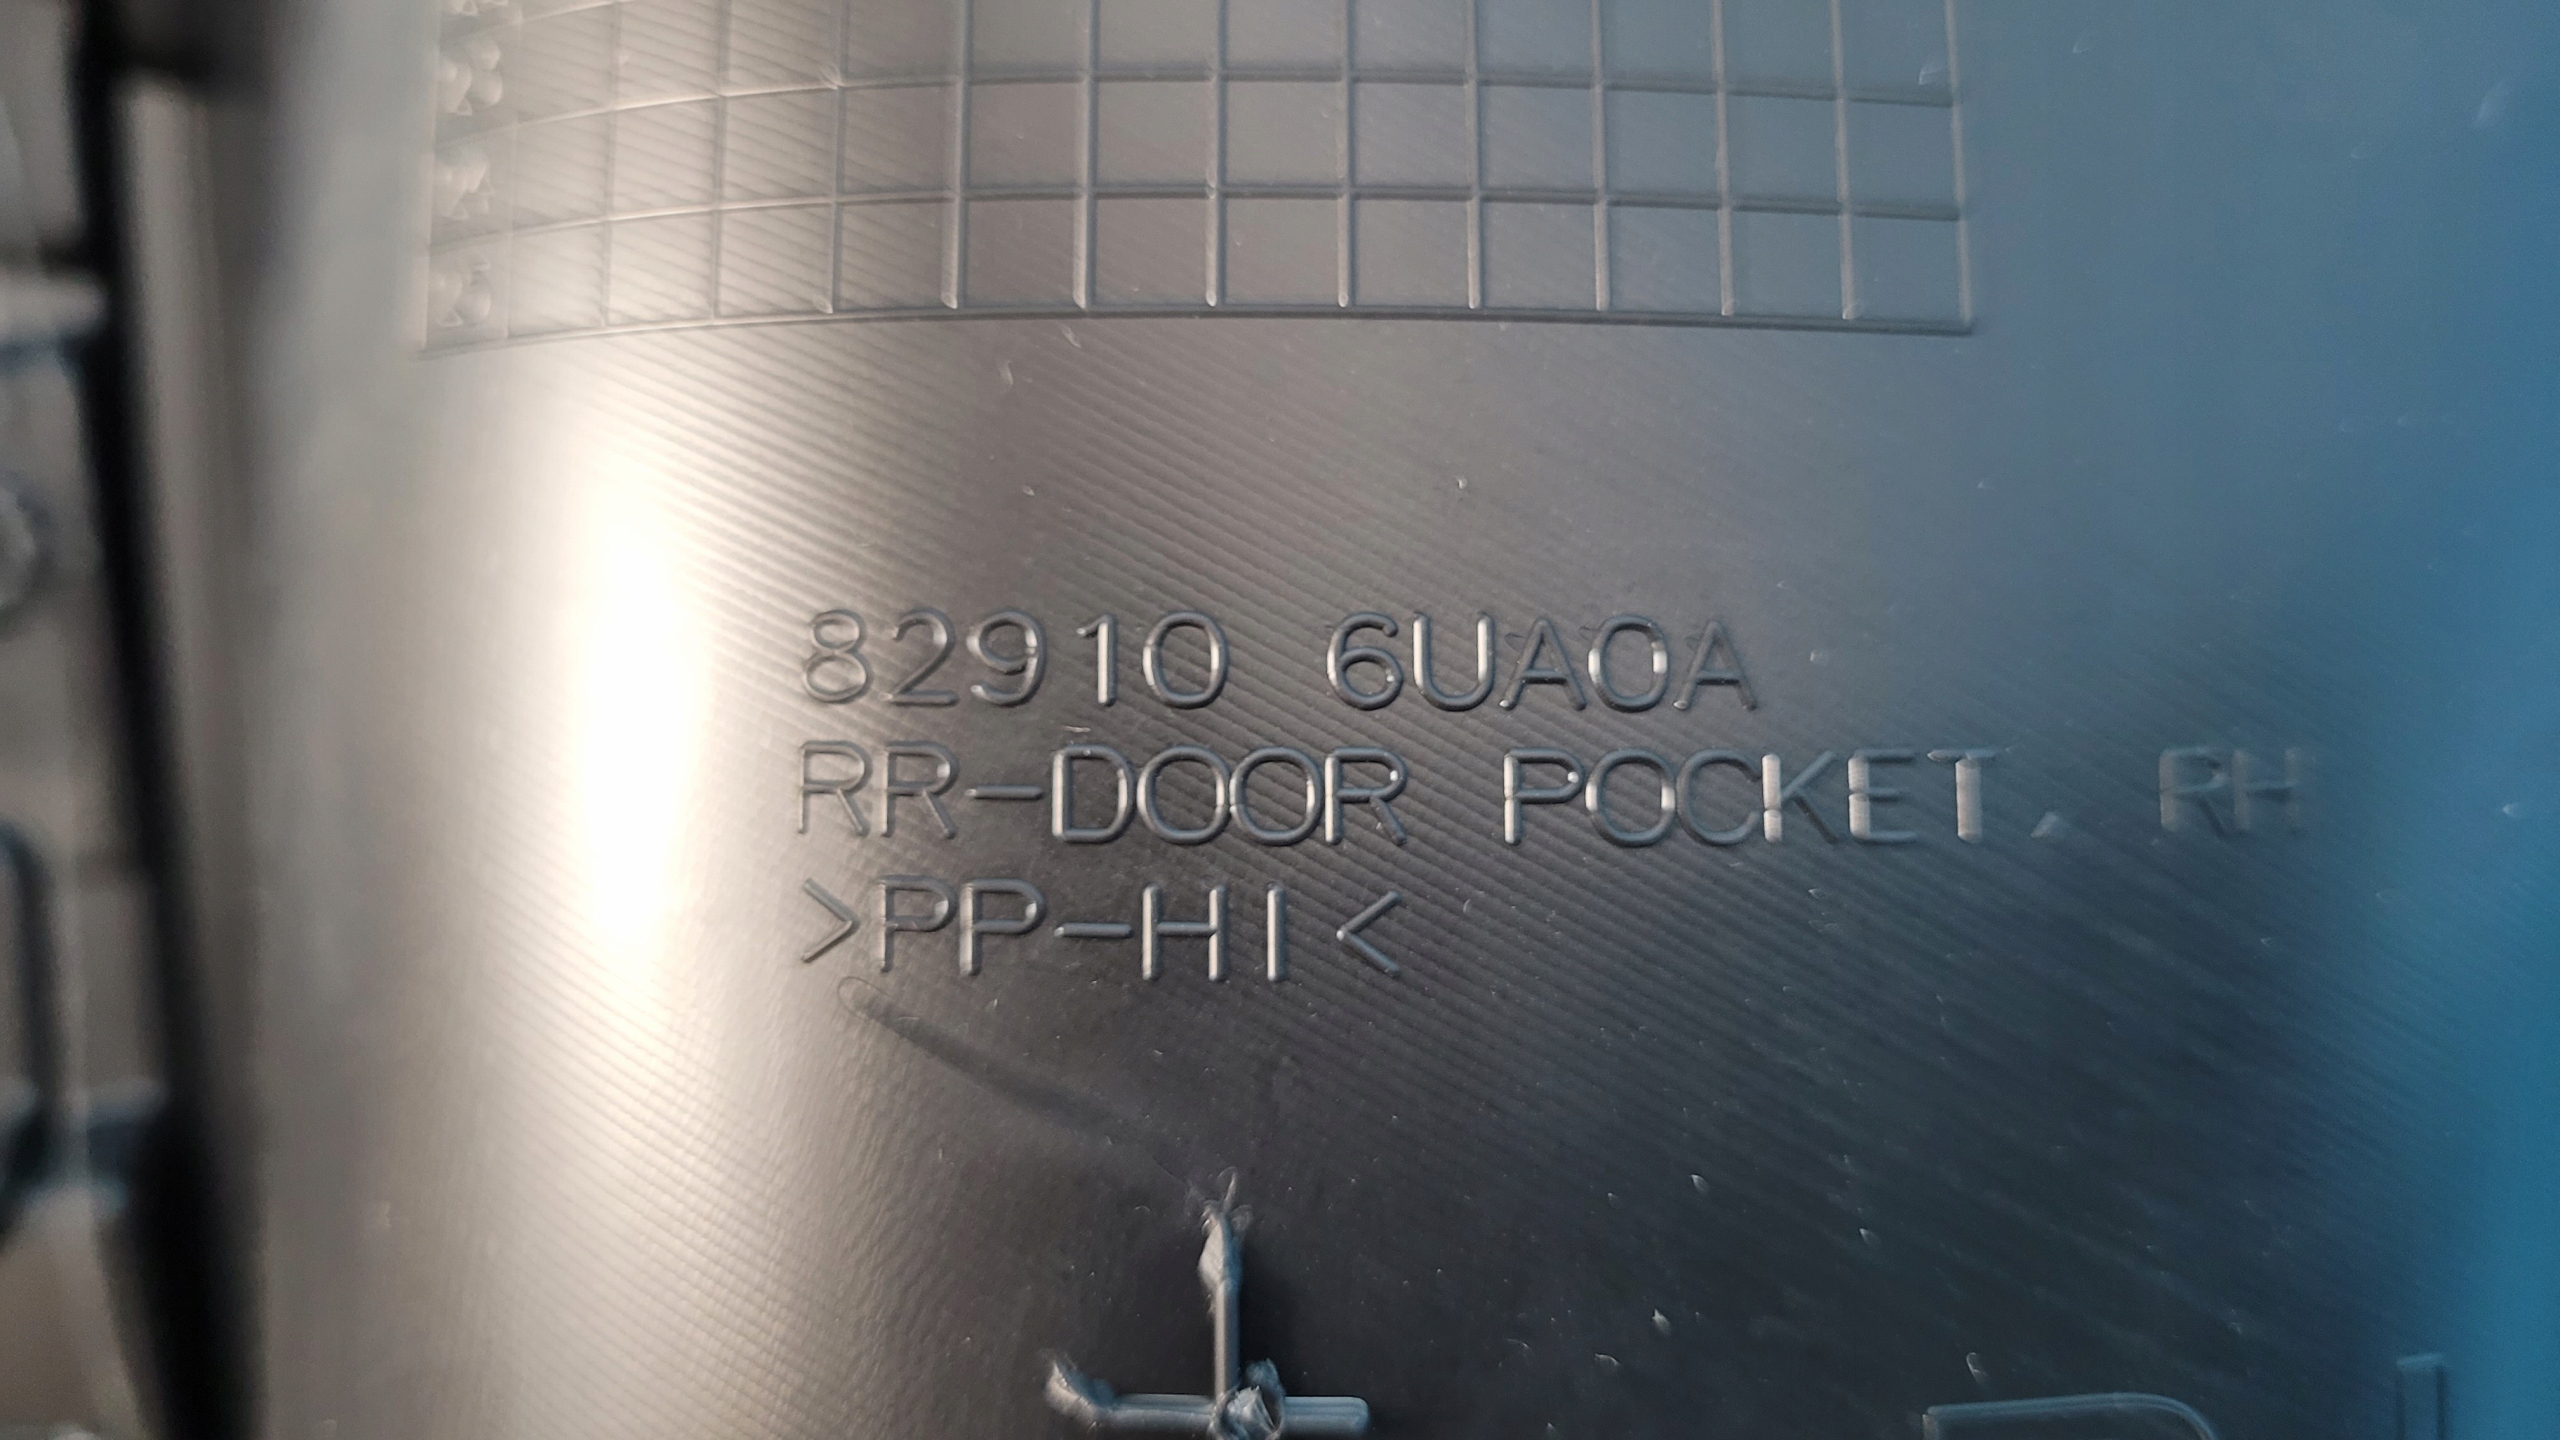 82910 6UA0A
RR-DOOR POCKET, RH
>PP-HI<